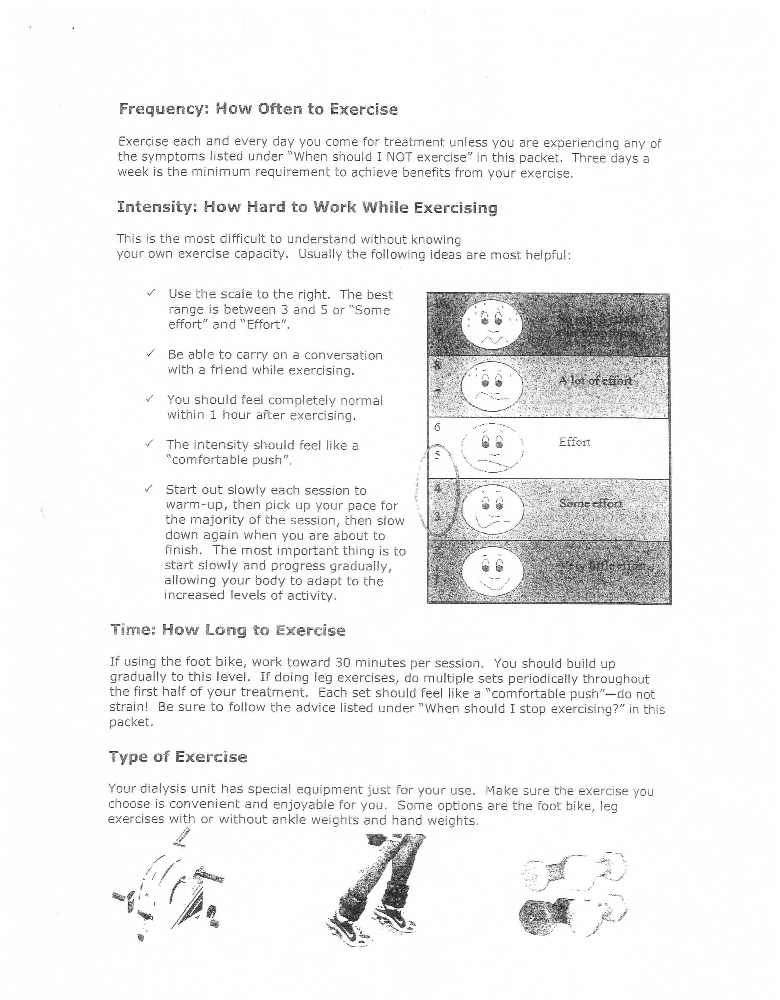 Frequency: How Often to Exercise
Exercise each and every day you come for treatment unless you are experiencing any of
the symptoms listed under "When should I NOT exercise" in this packet.  Three days a
week is the minimum requirement to achieve benefits from your exercise.
Intensity: How Hard to Work While Exercising
This is the most difficult to understand without knowing
your own exercise capacity.  Usually the following ideas are most helpful:
✓ Use the scale to the right.  The best
range is between 3 and 5 or "Some
effort" and "Effort".
✓ Be able to carry on a conversation
with a friend while exercising.
✓ You should feel completely normal
within 1 hour after exercising.
✓ The intensity should feel like a
"comfortable push".
✓ Start out slowly each session to
warm-up, then pick up your pace for
the majority of the session, then slow
down again when you are about to
finish.  The most important thing is to
start slowly and progress gradually,
allowing your body to adapt to the
increased levels of activity.
10
So much effort I
9
can't continue
8
A lot of effort
7
6
Effort
5
4
Some effort
3
2
Very little effort
1
Time: How Long to Exercise
If using the foot bike, work toward 30 minutes per session.  You should build up
gradually to this level.  If doing leg exercises, do multiple sets periodically throughout
the first half of your treatment.  Each set should feel like a "comfortable push"—do not
strain!  Be sure to follow the advice listed under "When should I stop exercising?" in this
packet.
Type of Exercise
Your dialysis unit has special equipment just for your use.  Make sure the exercise you
choose is convenient and enjoyable for you.  Some options are the foot bike, leg
exercises with or without ankle weights and hand weights.